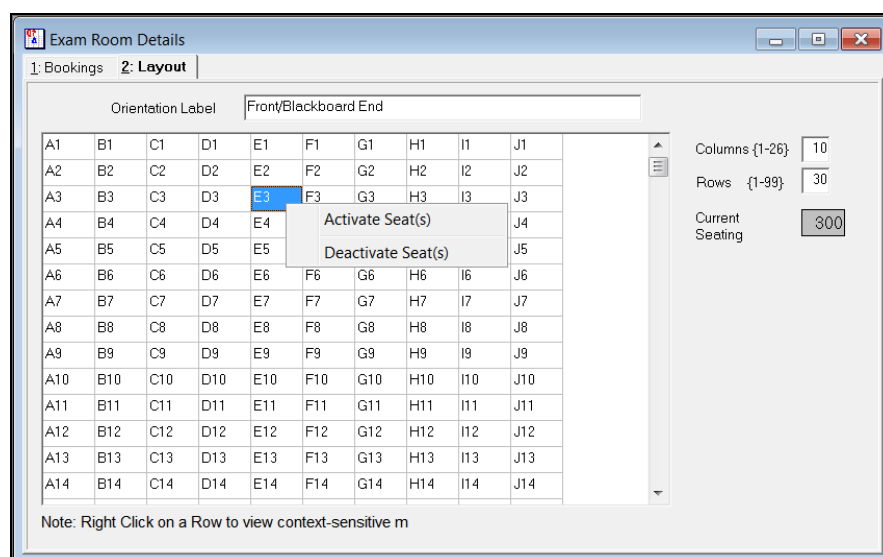 Exam Room Details
1: Bookings 2: Layout
Orientation Label Front/Blackboard End
A1 B1 C1 D1 E1 F1 G1 H1 I1 J1
A2 B2 C2 D2 E2 F2 G2 H2 I2 J2
A3 B3 C3 D3 E3 F3 G3 H3 I3 J3
A4 B4 C4 D4 E4 J4
A5 B5 C5 D5 E5 J5
A6 B6 C6 D6 E6 F6 G6 H6 I6 J6
A7 B7 C7 D7 E7 F7 G7 H7 I7 J7
A8 B8 C8 D8 E8 F8 G8 H8 I8 J8
A9 B9 C9 D9 E9 F9 G9 H9 I9 J9
A10 B10 C10 D10 E10 F10 G10 H10 I10 J10
A11 B11 C11 D11 E11 F11 G11 H11 I11 J11
A12 B12 C12 D12 E12 F12 G12 H12 I12 J12
A13 B13 C13 D13 E13 F13 G13 H13 I13 J13
A14 B14 C14 D14 E14 F14 G14 H14 I14 J14
Activate Seat(s)
Deactivate Seat(s)
Columns {1-26} 10
Rows {1-99} 30
Current
Seating 300
Note: Right Click on a Row to view context-sensitive m